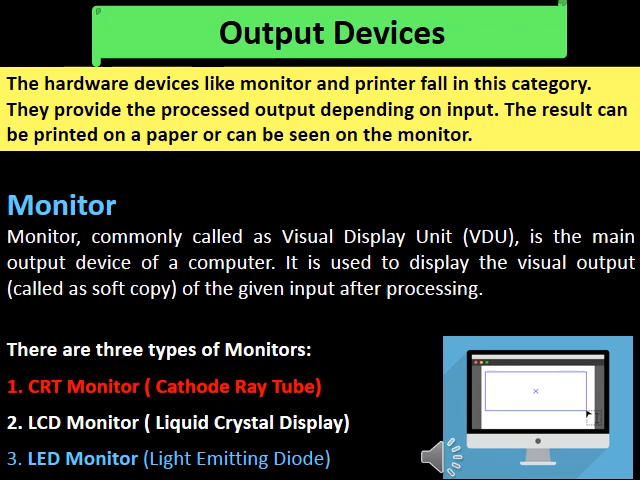 Output Devices
The hardware devices like monitor and printer fall in this category.
They provide the processed output depending on input. The result can
be printed on a paper or can be seen on the monitor.
Monitor
Monitor, commonly called as Visual Display Unit (VDU), is the main
output device of a computer. It is used to display the visual output
(called as soft copy) of the given input after processing.
There are three types of Monitors:
1. CRT Monitor ( Cathode Ray Tube)
2. LCD Monitor ( Liquid Crystal Display)
3. LED Monitor (Light Emitting Diode)